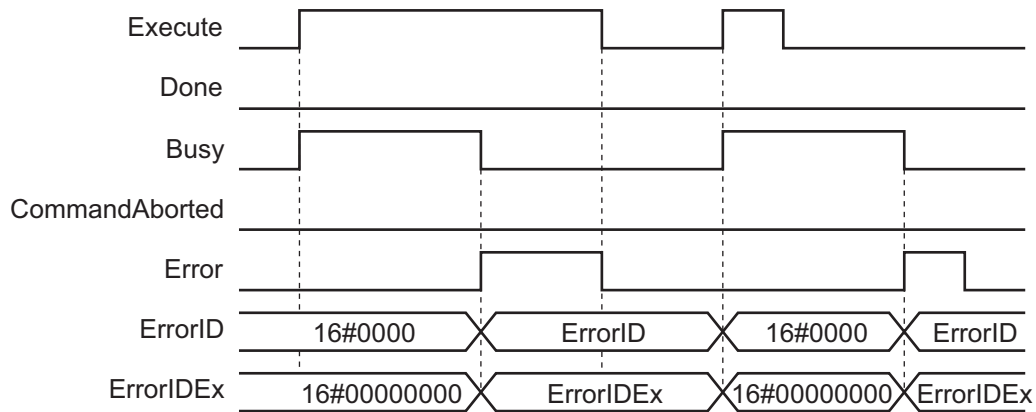 Execute
Done
Busy
CommandAborted
Error
ErrorID 16#0000 ErrorID 16#0000 ErrorID
ErrorIDEx 16#00000000 ErrorIDEx 16#00000000 ErrorIDEx